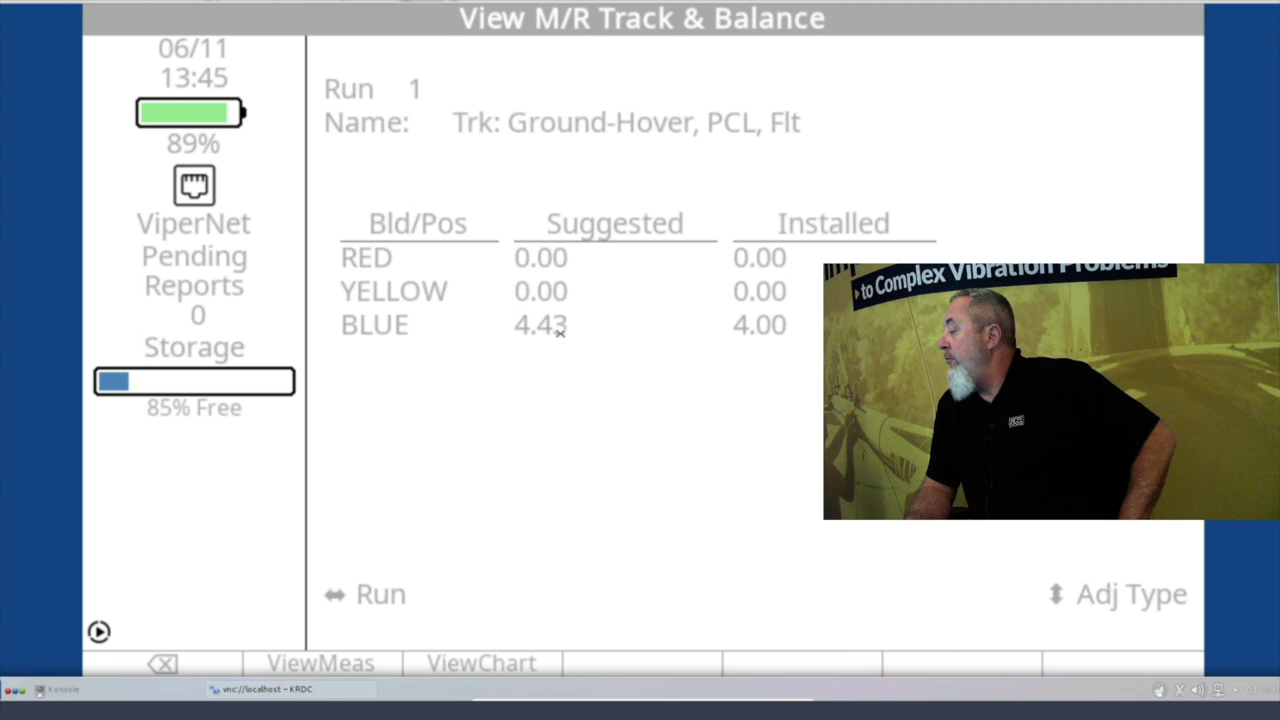 View M/R Track & Balance
06/11
13:45
89%
ViperNet
Pending
Reports
0
Storage
85% Free
Run 1
Name: Trk: Ground-Hover, PCL, Flt
Bld/Pos Suggested Installed
RED 0.00 0.00
YELLOW 0.00 0.00
BLUE 4.43 4.00
to Complex Vibration Problems
Run
Adj Type
ViewMeas ViewChart
Konsole
vnc://localhost – KRDC